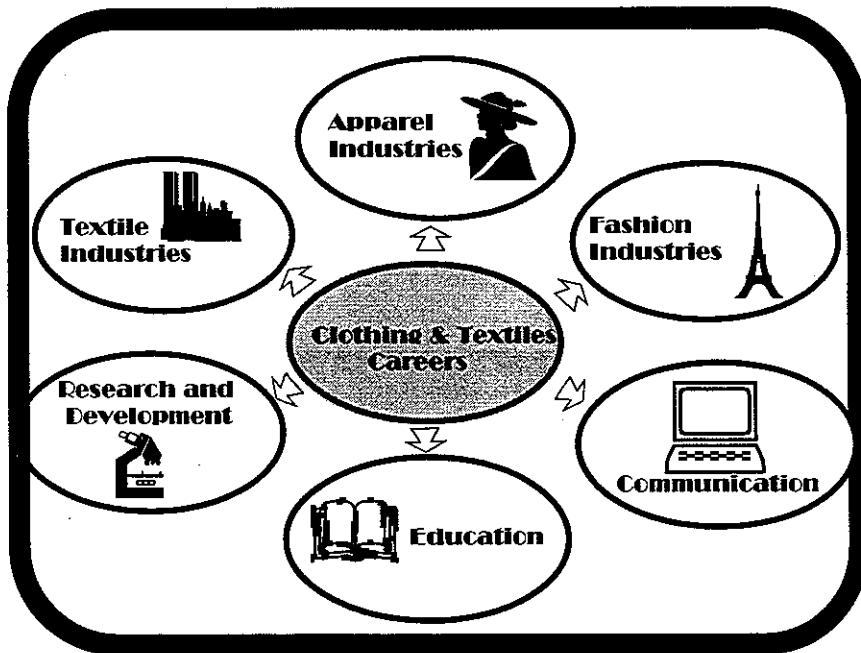 Apparel
Industries
Textile
Industries
Fashion
Industries
Clothing & Textiles
Careers
Research and
Development
Communication
Education